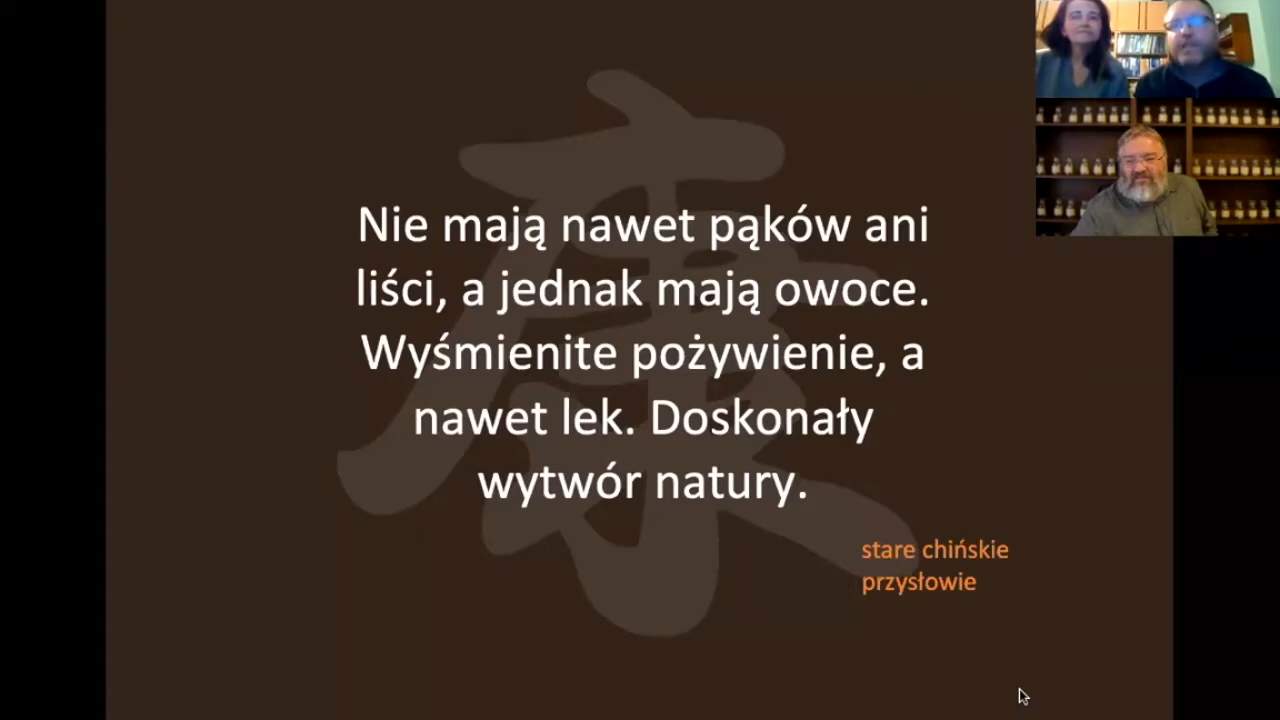 Nie mają nawet pąków ani
liści, a jednak mają owoce.
Wyśmienite pożywienie, a
nawet lek. Doskonały
wytwór natury.
stare chińskie
przysłowie
康